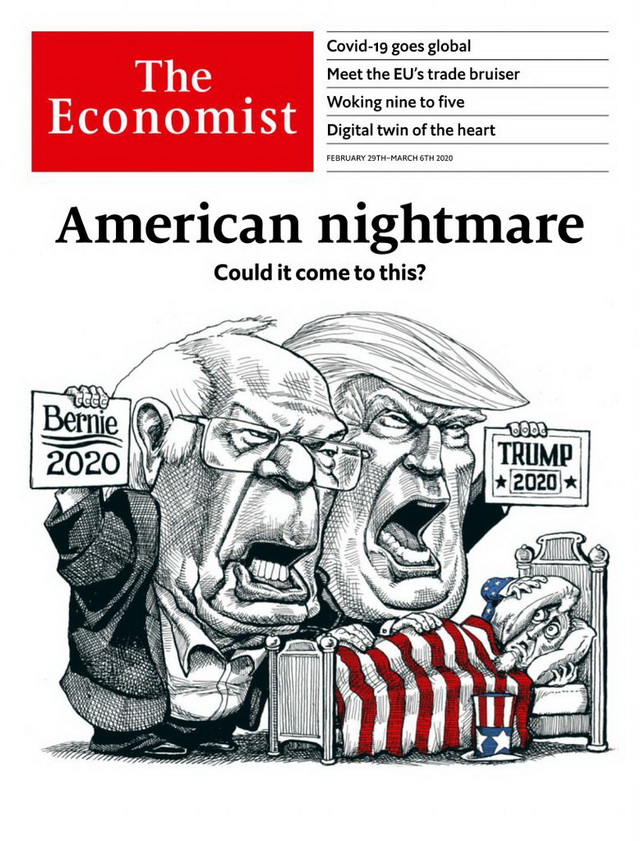 The
Economist
Covid-19 goes global
Meet the EU's trade bruiser
Woking nine to five
Digital twin of the heart
FEBRUARY 29TH–MARCH 6TH 2020
American nightmare
Could it come to this?
Bernie
2020
TRUMP
2020